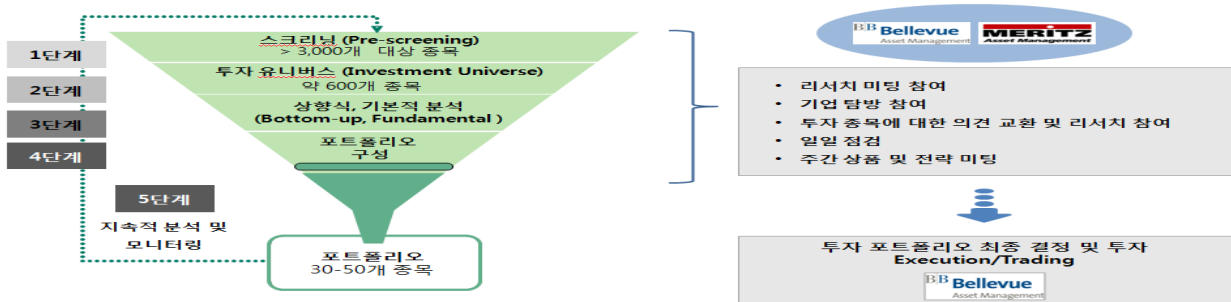 1단계
2단계
3단계
4단계
스크리닝 (Pre-screening)
> 3,000개 대상 종목
투자 유니버스 (Investment Universe)
약 600개 종목
상향식, 기본적 분석
(Bottom-up, Fundamental )
포트폴리오
구성
5단계
지속적 분석 및
모니터링
포트폴리오
30-50개 종목
BB Bellevue
Asset Management
MERITZ
Asset Management
• 리서치 미팅 참여
• 기업 탐방 참여
• 투자 종목에 대한 의견 교환 및 리서치 참여
• 일일 점검
• 주간 상품 및 전략 미팅
투자 포트폴리오 최종 결정 및 투자
Execution/Trading
BB Bellevue
Asset Management